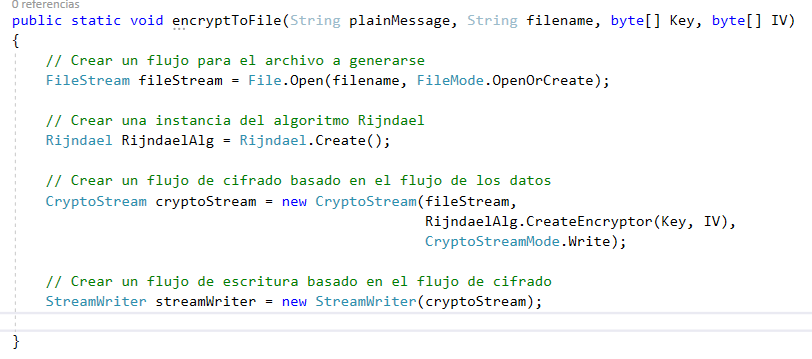 0 referencias
public static void encryptToFile(String plainMessage, String filename, byte[] Key, byte[] IV)
{
// Crear un flujo para el archivo a generarse
FileStream fileStream = File.Open(filename, FileMode.OpenOrCreate);
// Crear una instancia del algoritmo Rijndael
Rijndael RijndaelAlg = Rijndael.Create();
// Crear un flujo de cifrado basado en el flujo de los datos
CryptoStream cryptoStream = new CryptoStream(fileStream,
RijndaelAlg.CreateEncryptor(Key, IV),
CryptoStreamMode.Write);
// Crear un flujo de escritura basado en el flujo de cifrado
StreamWriter streamWriter = new StreamWriter(cryptoStream);
}